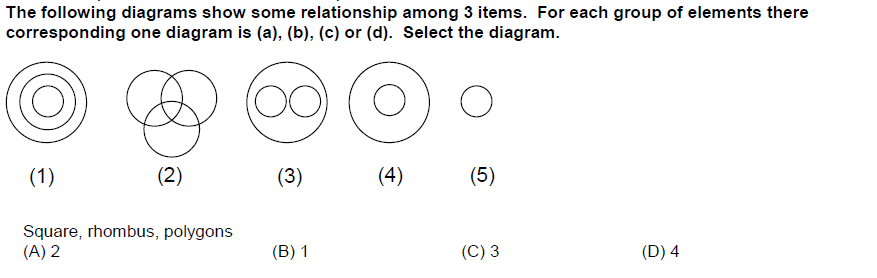 The following diagrams show some relationship among 3 items. For each group of elements there
corresponding one diagram is (a), (b), (c) or (d). Select the diagram.
(1) (2) (3) (4) (5)
Square, rhombus, polygons
(A) 2 (B) 1 (C) 3 (D) 4